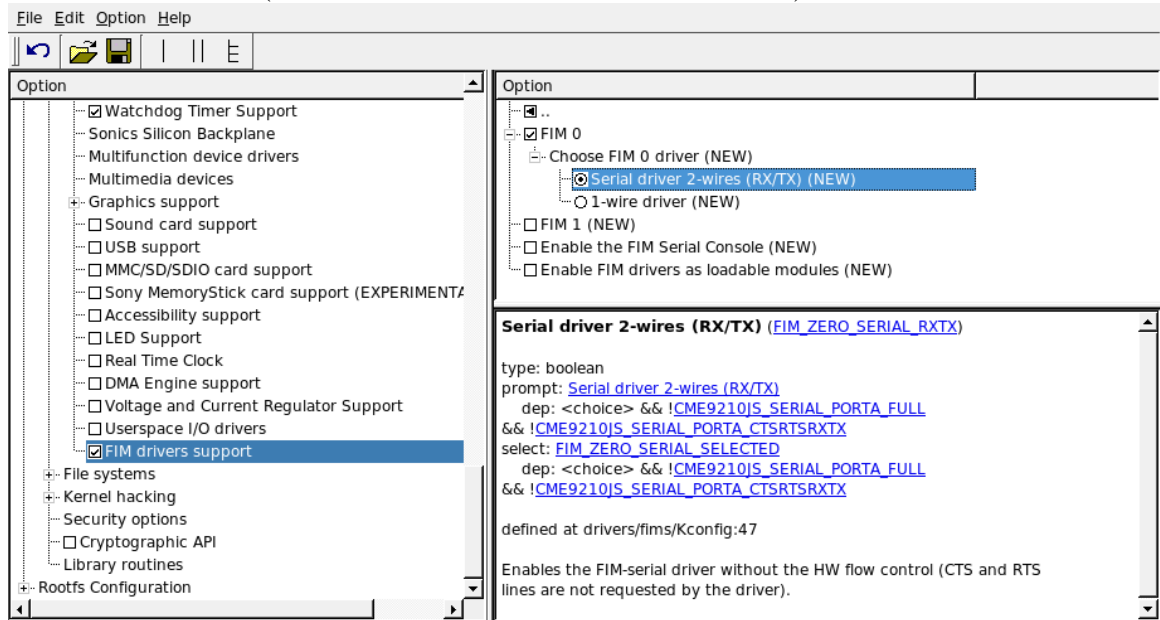 File Edit Option Help
Option
Watchdog Timer Support
Sonics Silicon Backplane
Multifunction device drivers
Multimedia devices
Graphics support
Sound card support
USB support
MMC/SD/SDIO card support
Sony MemoryStick card support (EXPERIMENTA
Accessibility support
LED Support
Real Time Clock
DMA Engine support
Voltage and Current Regulator Support
Userspace I/O drivers
FIM drivers support
File systems
Kernel hacking
Security options
Cryptographic API
Library routines
Rootfs Configuration
Option
..
FIM 0
Choose FIM 0 driver (NEW)
Serial driver 2-wires (RX/TX) (NEW)
1-wire driver (NEW)
FIM 1 (NEW)
Enable the FIM Serial Console (NEW)
Enable FIM drivers as loadable modules (NEW)
Serial driver 2-wires (RX/TX) (FIM_ZERO_SERIAL_RXTX)
type: boolean
prompt: Serial driver 2-wires (RX/TX)
dep: <choice> && !CME9210JS_SERIAL_PORTA_FULL
&& !CME9210JS_SERIAL_PORTA_CTSRTSRXTX
select: FIM_ZERO_SERIAL_SELECTED
dep: <choice> && !CME9210JS_SERIAL_PORTA_FULL
&& !CME9210JS_SERIAL_PORTA_CTSRTSRXTX
defined at drivers/fims/Kconfig:47
Enables the FIM-serial driver without the HW flow control (CTS and RTS
lines are not requested by the driver).